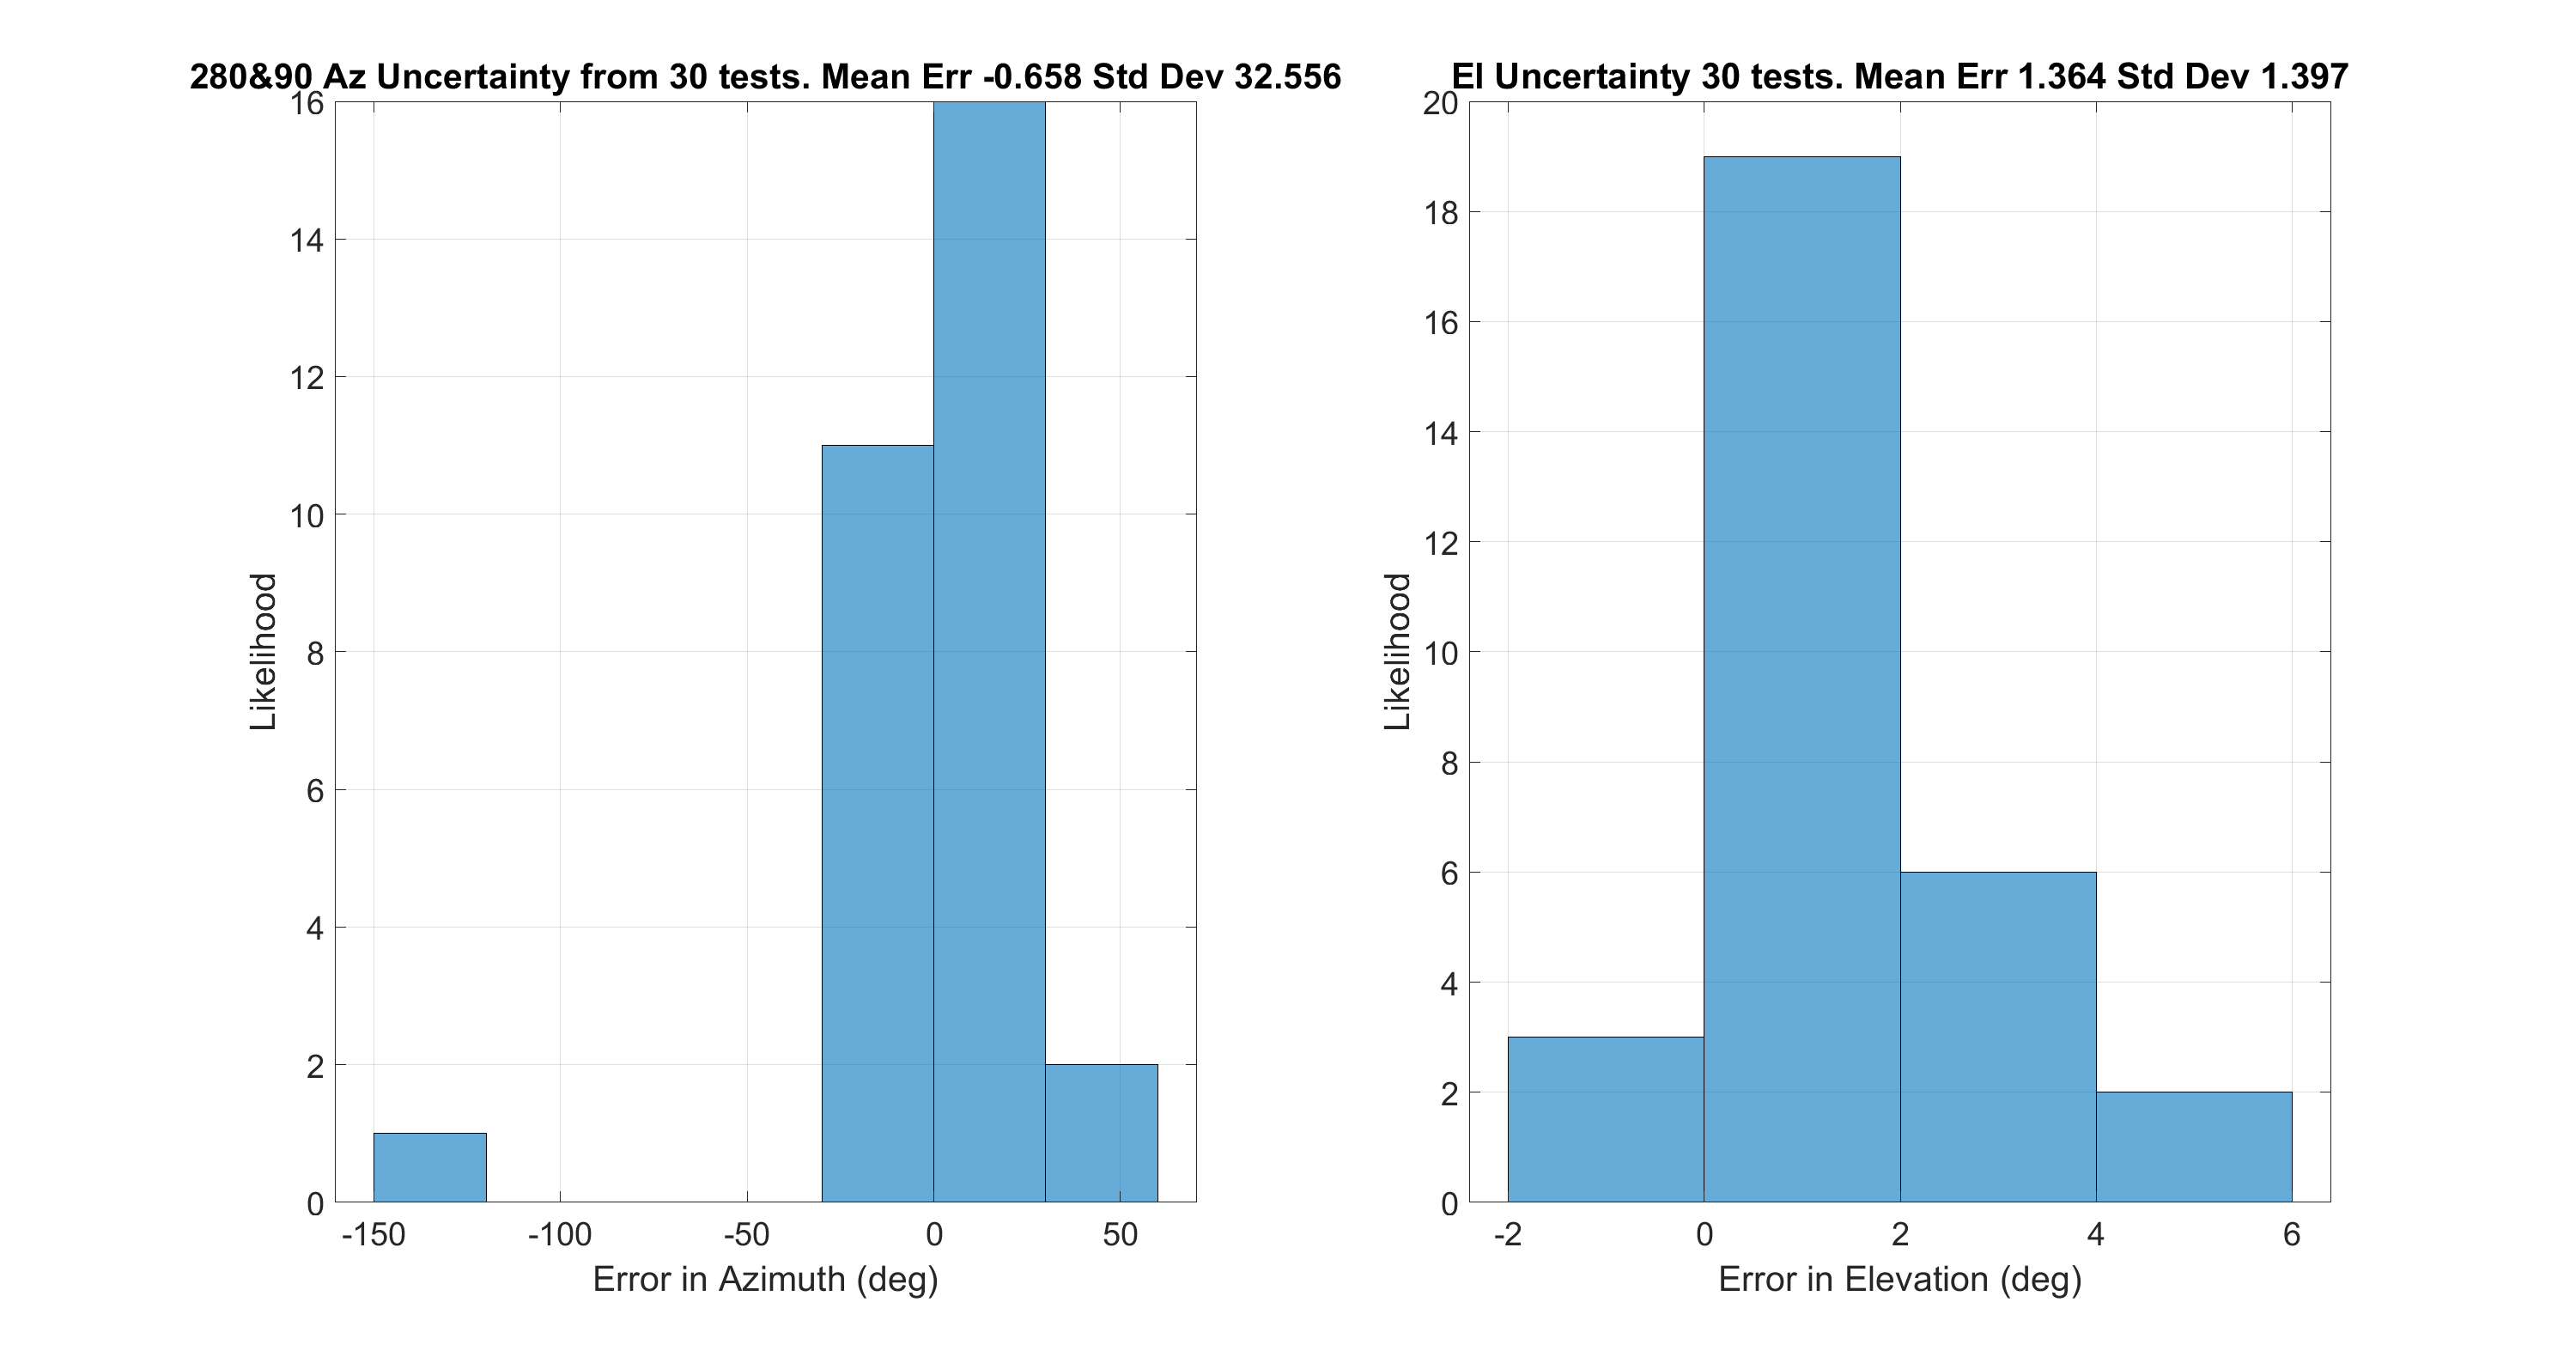 280&90 Az Uncertainty from 30 tests. Mean Err -0.658 Std Dev 32.556
16
14
12
10
8
6
4
2
0
Likelihood
-150 -100 -50 0 50
Error in Azimuth (deg)
El Uncertainty 30 tests. Mean Err 1.364 Std Dev 1.397
20
18
16
14
12
10
8
6
4
2
0
Likelihood
-2 0 2 4 6
Error in Elevation (deg)